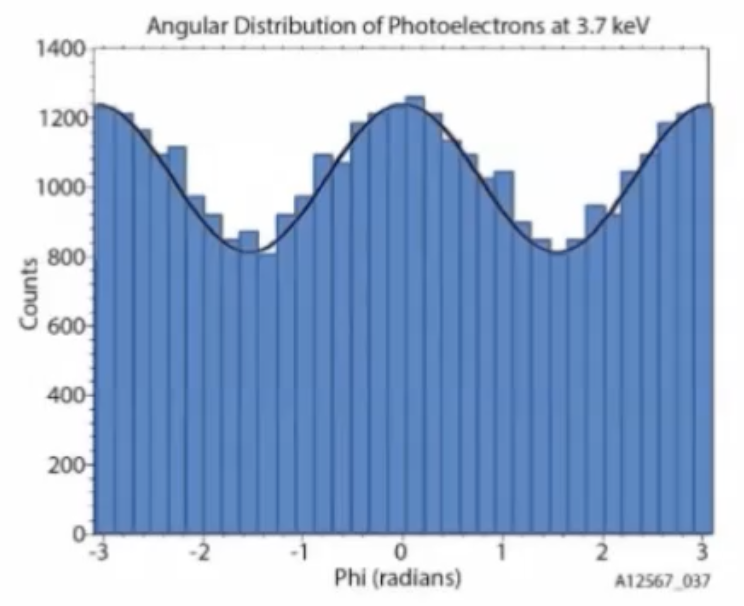 Angular Distribution of Photoelectrons at 3.7 keV
1400
1200
1000
800
600
400
200
0
Counts
-3 -2 -1 0 1 2 3
Phi (radians)
A12567_037